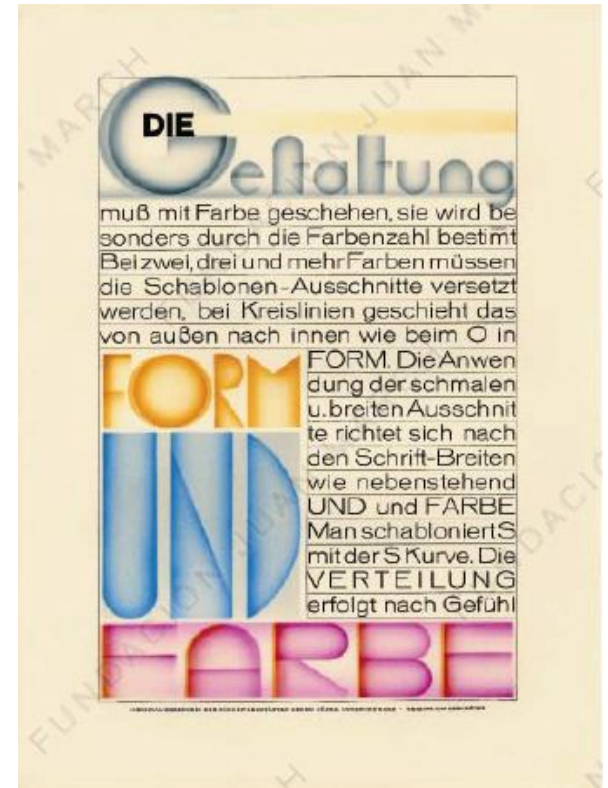 DIE
Gestaltung
muß mit Farbe geschehen, sie wird be
sonders durch die Farbenzahl bestimt
Bei zwei, drei und mehr Farben müssen
die Schablonen-Ausschnitte versetzt
werden, bei Kreislinien geschieht das
von außen nach innen wie beim O in
FORM. Die Anwen
dung der schmalen
u. breiten Ausschnit
te richtet sich nach
den Schrift-Breiten
wie nebenstehend
UND und FARBE
Man schabloniert S
mit der S Kurve. Die
VERTEILUNG
erfolgt nach Gefühl
FORM
UND
FARBE
FUNDACION JUAN MARCH